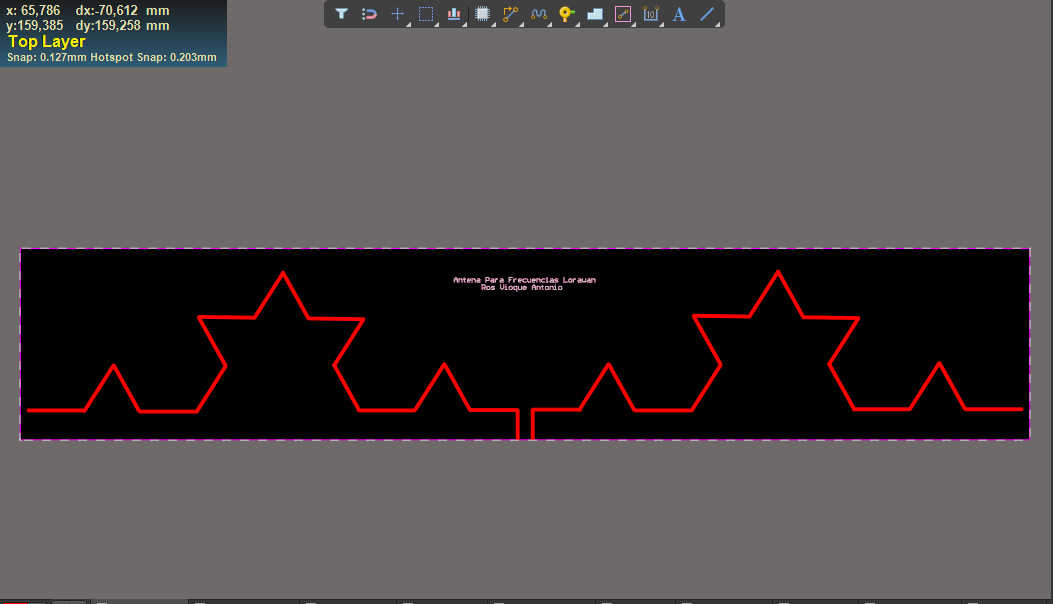 x: 65,786 dx:-70,612 mm
y:159,385 dy:159,258 mm
Top Layer
Snap: 0.127mm Hotspot Snap: 0.203mm
Antena Para Frecuencias Lorawan
Ros Vioque Antonio